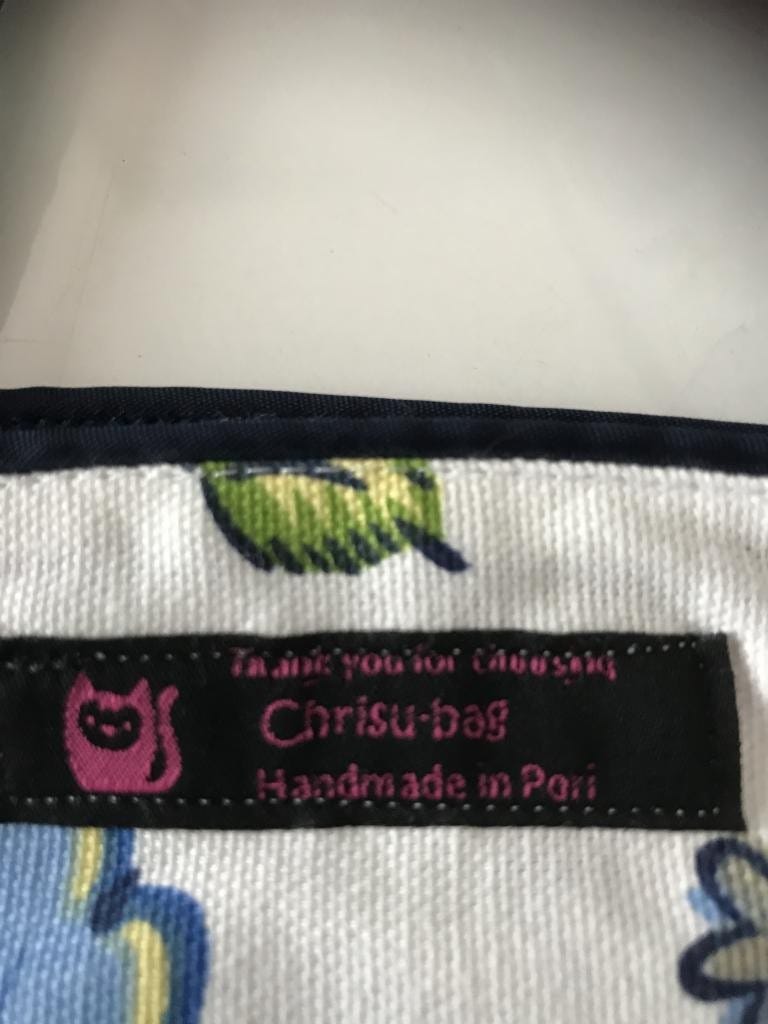 Thank you for choosing
Chrisu-bag
Handmade in Pori